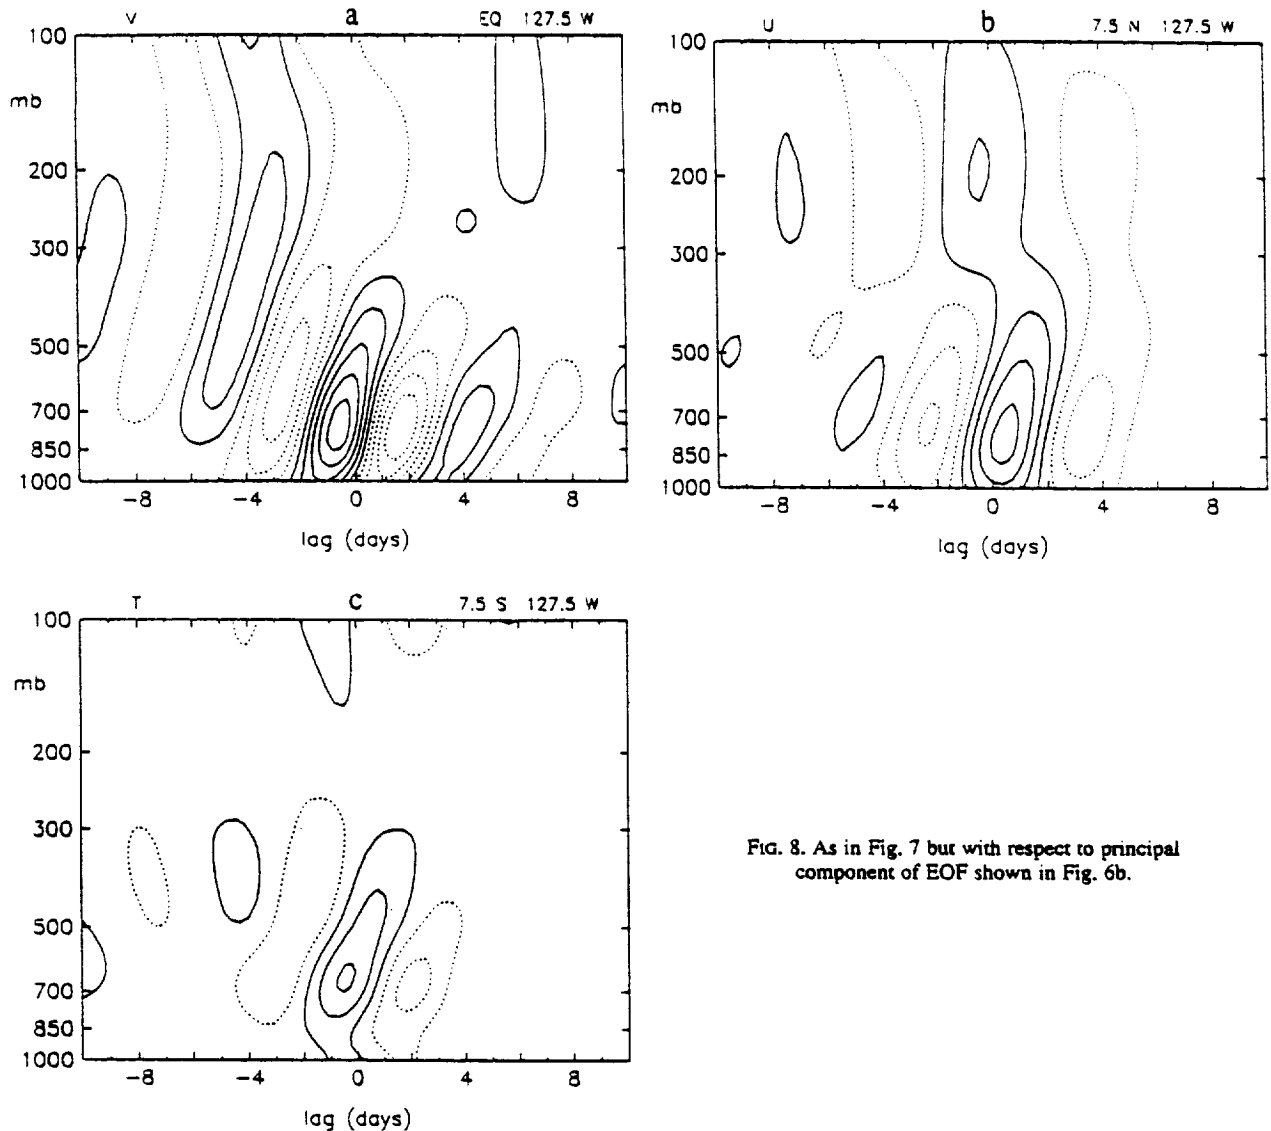 V a EQ 127.5 W
100
mb
200
300
500
700
850
1000
-8 -4 0 4 8
lag (days)
U b 7.5 N 127.5 W
100
mb
200
300
500
700
850
1000
-8 -4 0 4 8
lag (days)
T c 7.5 S 127.5 W
100
mb
200
300
500
700
850
1000
-8 -4 0 4 8
lag (days)
FIG. 8. As in Fig. 7 but with respect to principal
component of EOF shown in Fig. 6b.